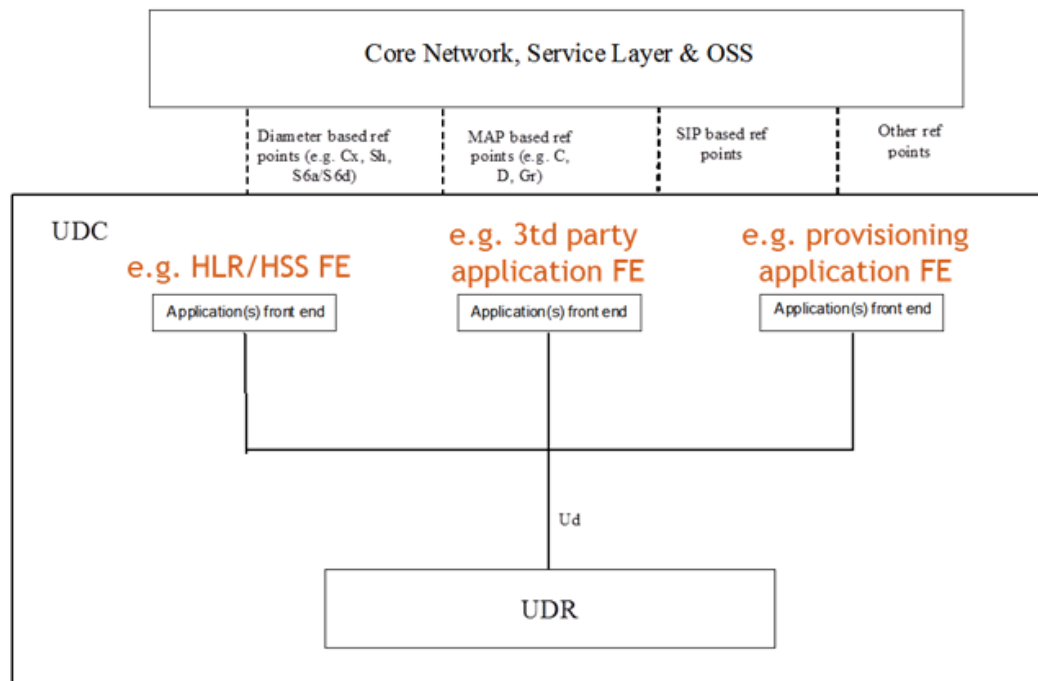 Core Network, Service Layer & OSS
Diameter based ref
points (e.g. Cx, Sh,
S6a/S6d)
MAP based ref
points (e.g. C,
D, Gr)
SIP based ref
points
Other ref
points
UDC
e.g. HLR/HSS FE
e.g. 3td party
application FE
e.g. provisioning
application FE
Application(s) front end
Application(s) front end
Application(s) front end
Ud
UDR